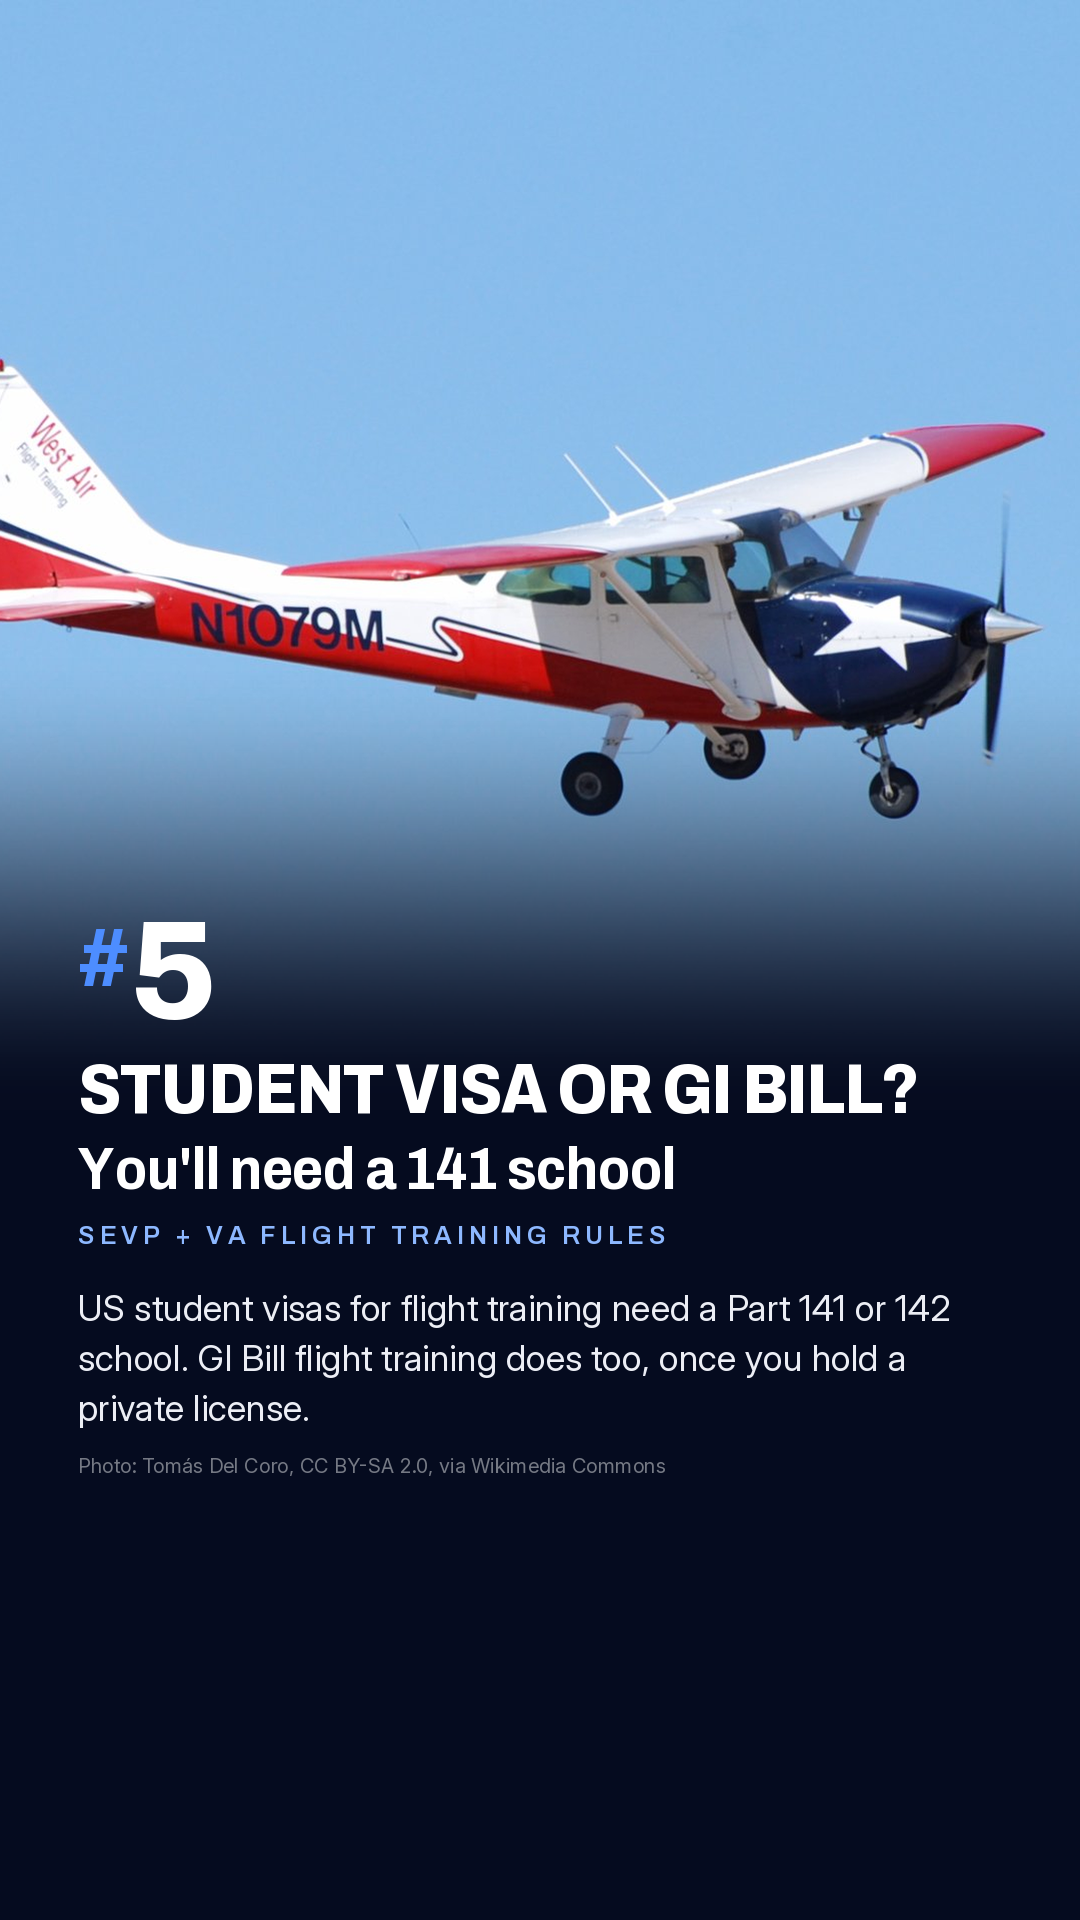 West Air
Flight Training
N1079M
#5
STUDENT VISA OR GI BILL?
You'll need a 141 school
SEVP + VA FLIGHT TRAINING RULES
US student visas for flight training need a Part 141 or 142
school. GI Bill flight training does too, once you hold a
private license.
Photo: Tomás Del Coro, CC BY-SA 2.0, via Wikimedia Commons